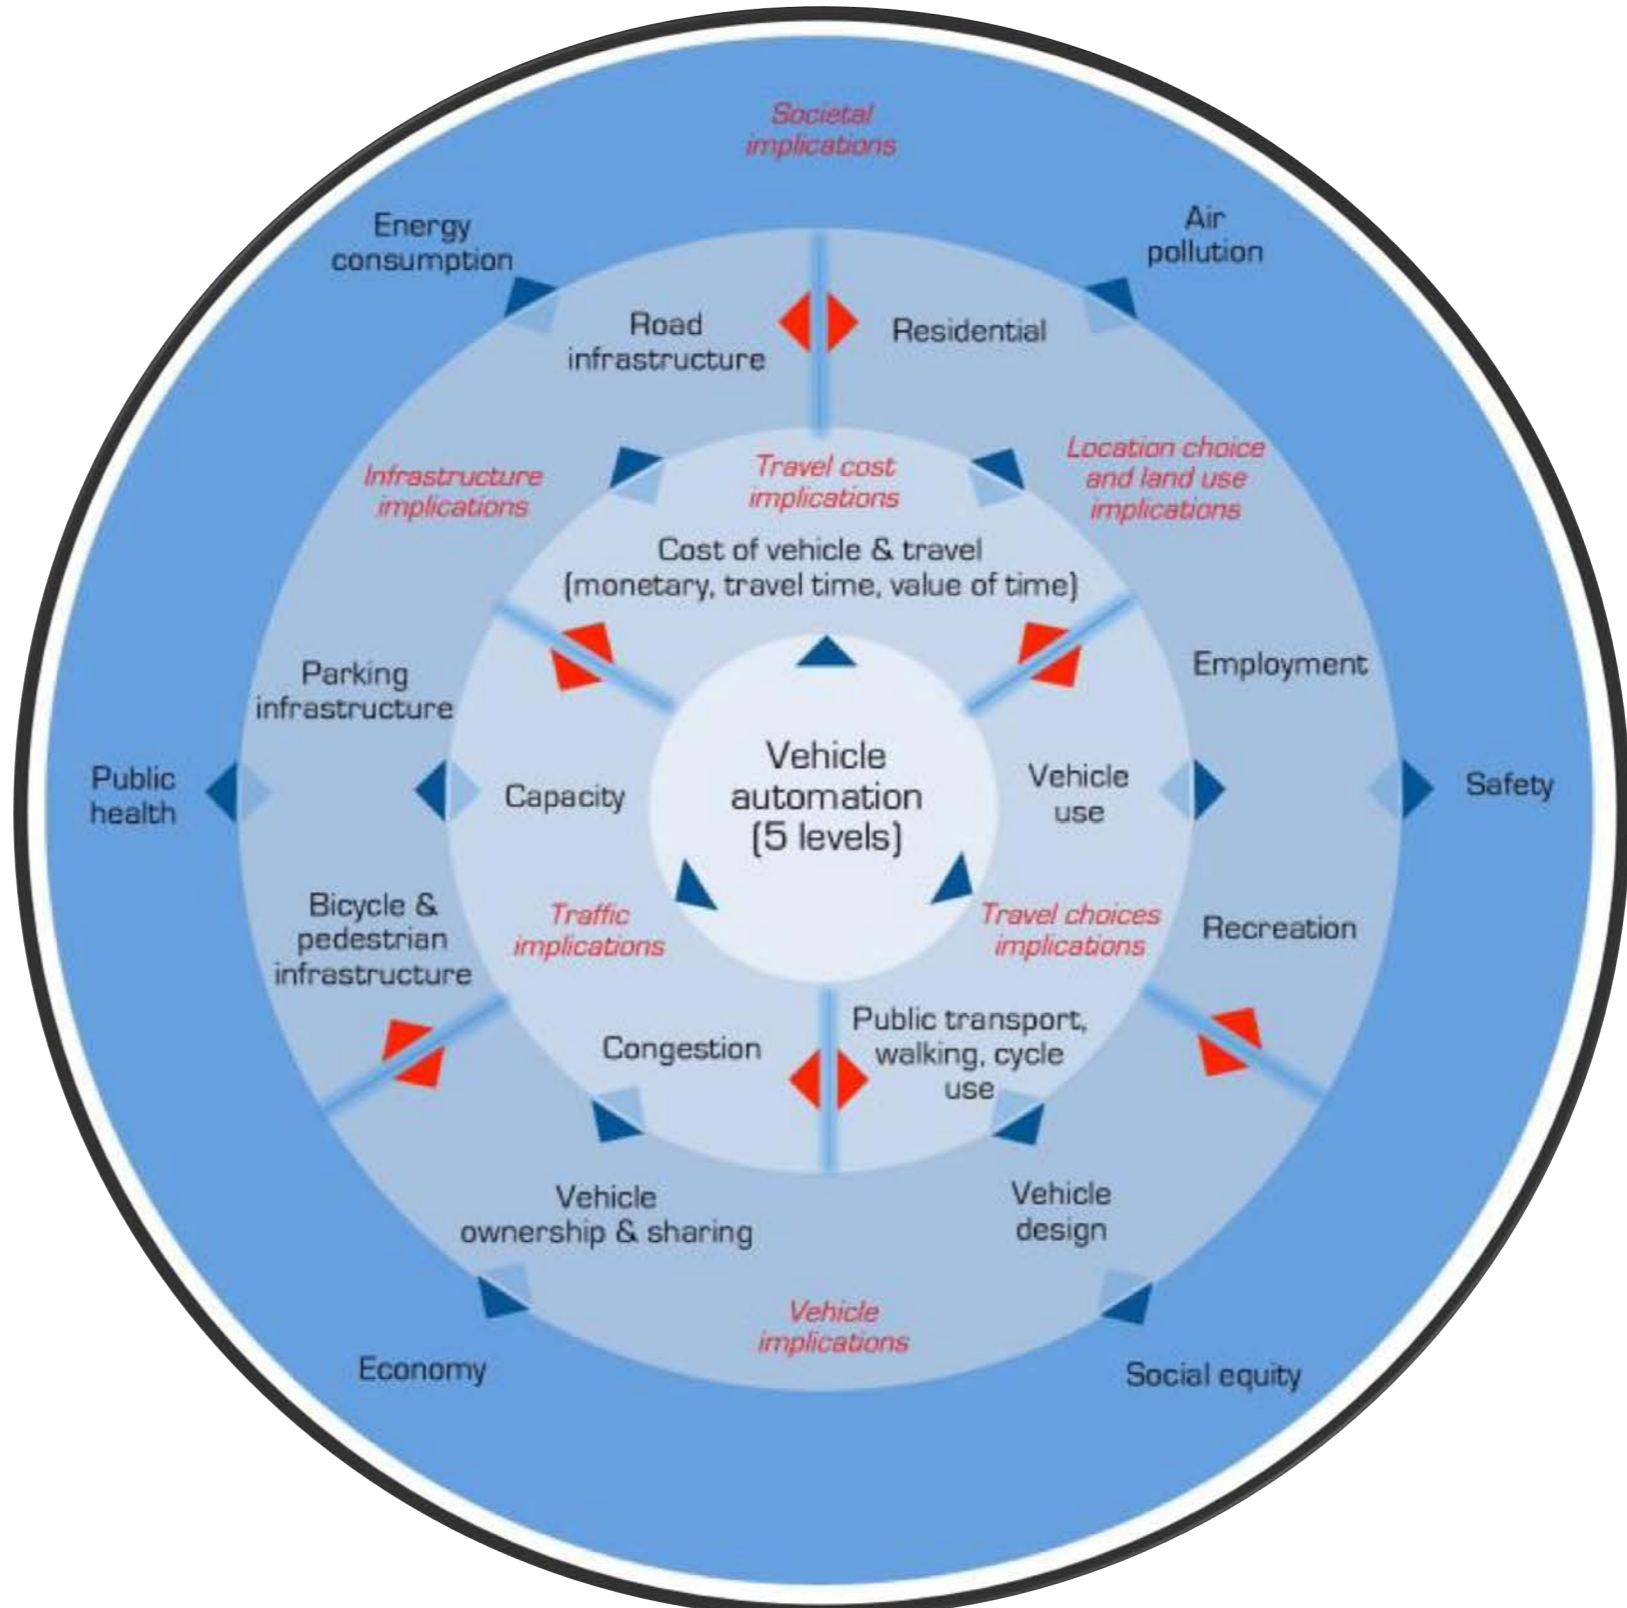 Societal
implications
Energy
consumption
Air
pollution
Road
infrastructure
Residential
Infrastructure
implications
Travel cost
implications
Location choice
and land use
implications
Cost of vehicle & travel
(monetary, travel time, value of time)
Parking
infrastructure
Employment
Public
health
Capacity
Vehicle
automation
(5 levels)
Vehicle
use
Safety
Bicycle &
pedestrian
infrastructure
Traffic
implications
Travel choices
implications
Recreation
Congestion
Public transport,
walking, cycle
use
Vehicle
ownership & sharing
Vehicle
design
Vehicle
implications
Economy
Social equity